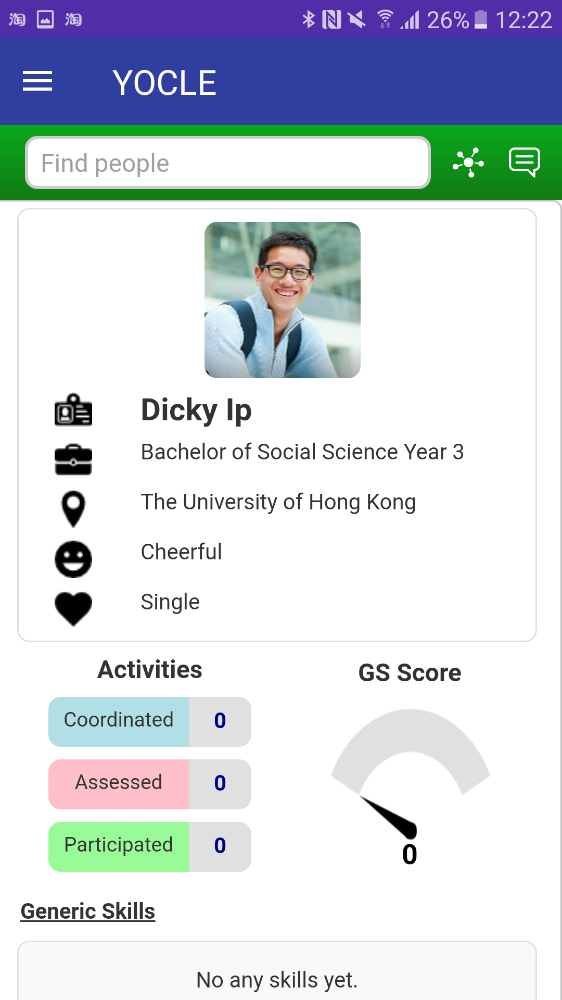 淘 淘 26% 12:22
YOCLE
Find people
Dicky Ip
Bachelor of Social Science Year 3
The University of Hong Kong
Cheerful
Single
Activities
GS Score
Coordinated 0
Assessed 0
Participated 0
0
Generic Skills
No any skills yet.